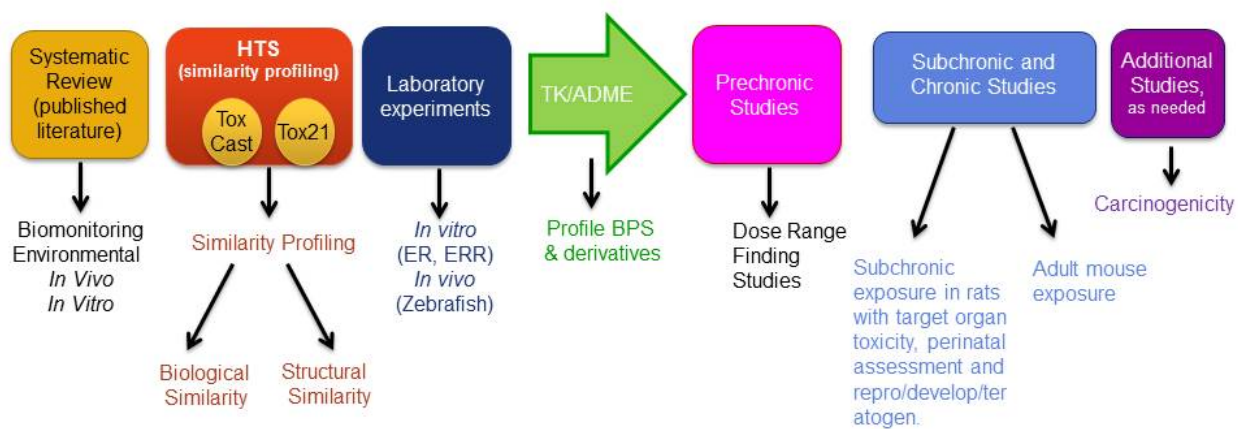 Systematic
Review
(published
literature)
Biomonitoring
Environmental
In Vivo
In Vitro
HTS
(similarity profiling)
Tox
Cast
Tox21
Similarity Profiling
Biological
Similarity
Structural
Similarity
Laboratory
experiments
In vitro
(ER, ERR)
In vivo
(Zebrafish)
TK/ADME
Profile BPS
& derivatives
Prechronic
Studies
Dose Range
Finding
Studies
Subchronic and
Chronic Studies
Subchronic
exposure in rats
with target organ
toxicity, perinatal
assessment and
repro/develop/ter
atogen.
Adult mouse
exposure
Additional
Studies,
as needed
Carcinogenicity